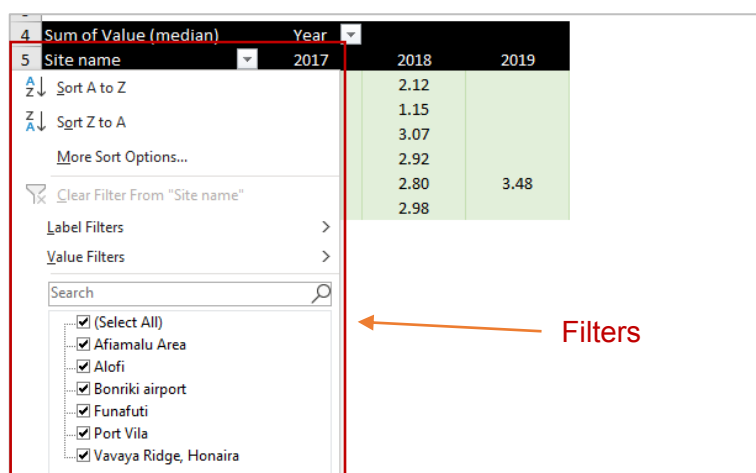 4 Sum of Value (median) Year
5 Site name 2017 2018 2019
Sort A to Z 2.12
Sort Z to A 1.15
3.07
More Sort Options... 2.92
Clear Filter From "Site name" 2.80 3.48
2.98
Label Filters
Value Filters
Search
(Select All)
Filters
Afiamalu Area
Alofi
Bonriki airport
Funafuti
Port Vila
Vavaya Ridge, Honaira